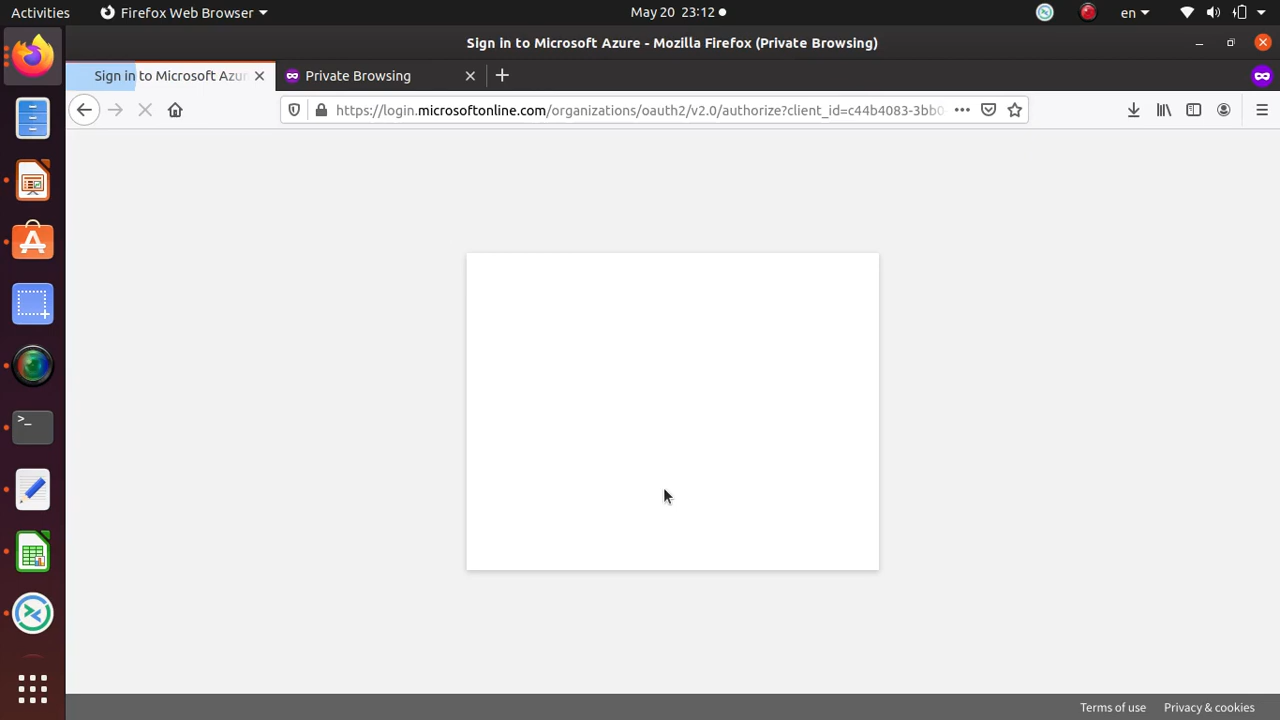 Activities
Firefox Web Browser
May 20 23:12
en
Sign in to Microsoft Azure - Mozilla Firefox (Private Browsing)
Sign in to Microsoft Azur
Private Browsing
https://login.microsoftonline.com/organizations/oauth2/v2.0/authorize?client_id=c44b4083-3bb0-
Terms of use
Privacy & cookies